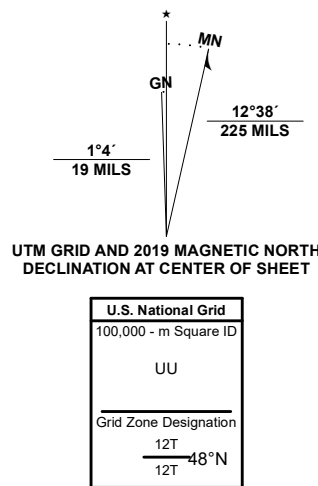 ★
MN
GN
12°38´
225 MILS
1°4´
19 MILS
UTM GRID AND 2019 MAGNETIC NORTH
DECLINATION AT CENTER OF SHEET
U.S. National Grid
100,000 - m Square ID
UU
Grid Zone Designation
12T
48°N
12T